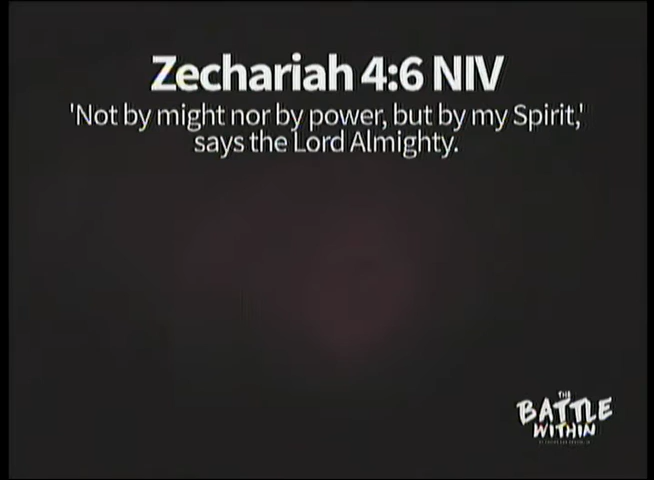 Zechariah 4:6 NIV
'Not by might nor by power, but by my Spirit,'
says the Lord Almighty.
THE
BATTLE
WITHIN